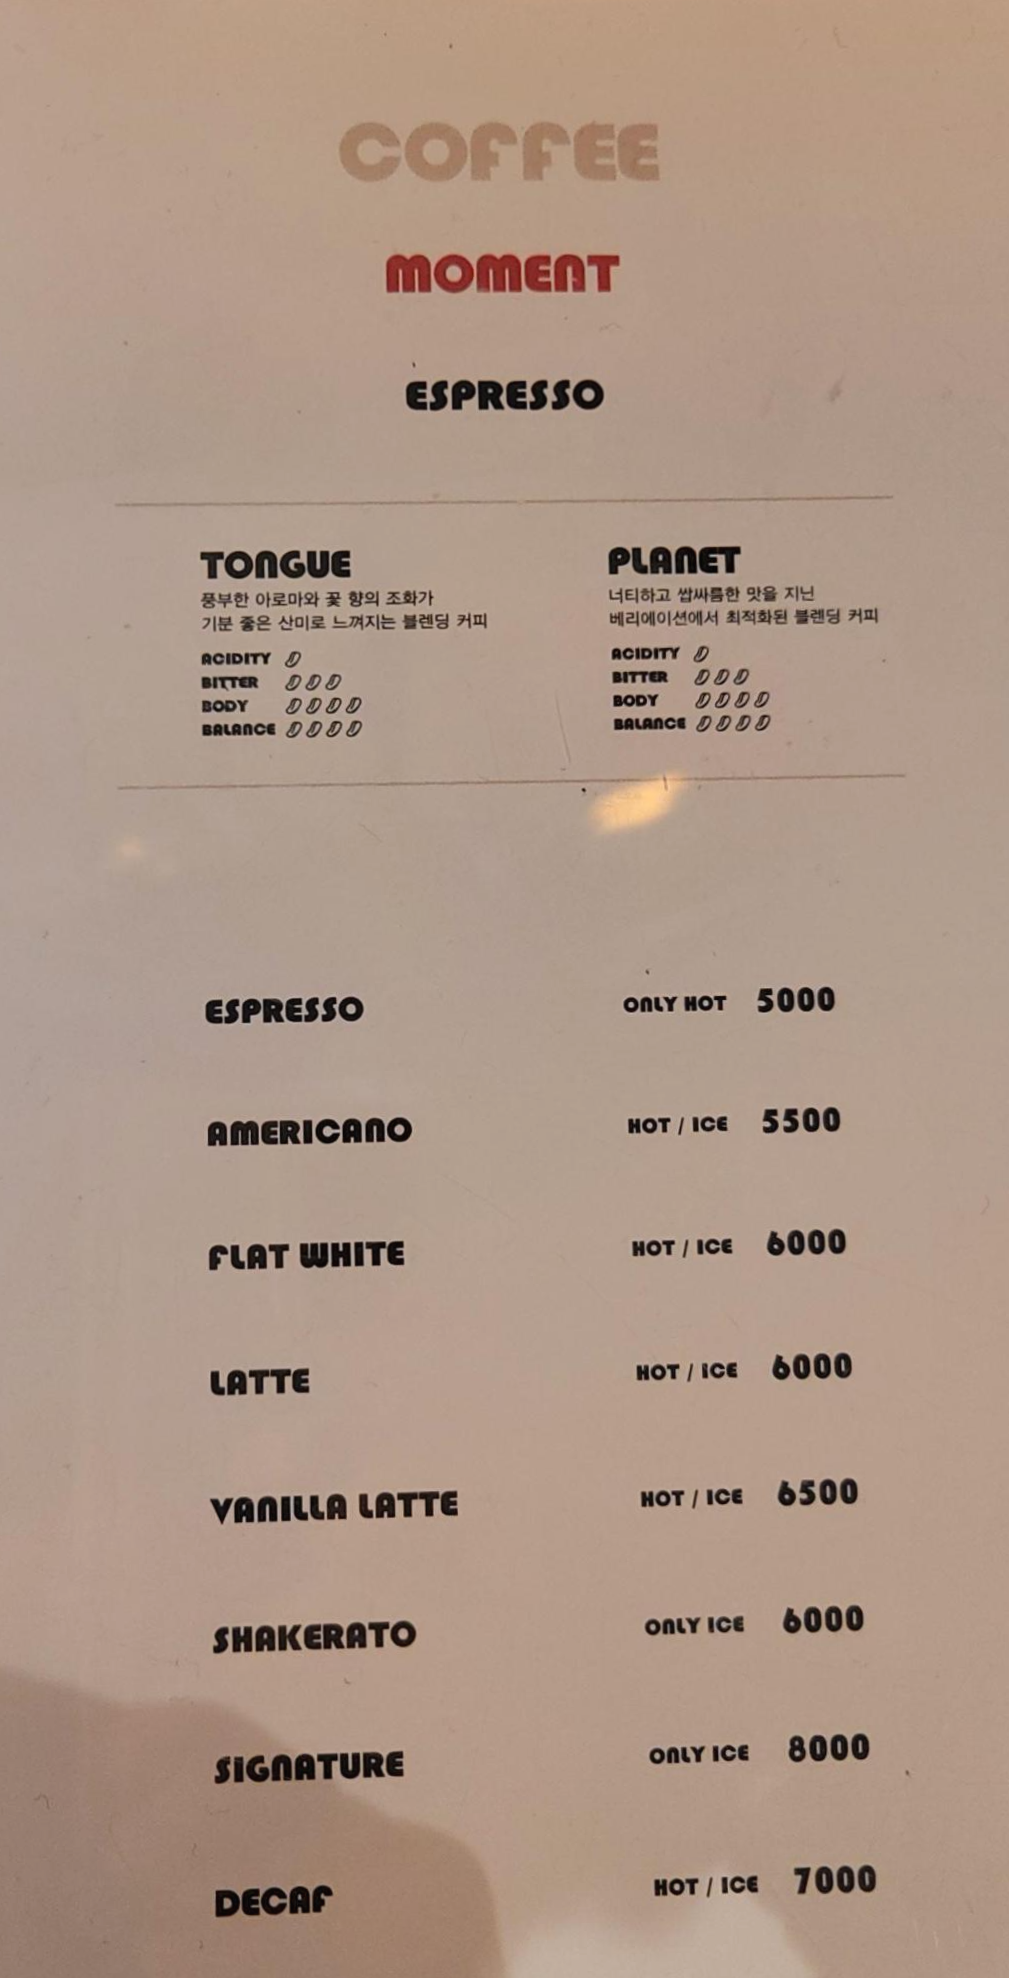 COFFEE
MOMENT
ESPRESSO
TONGUE
풍부한 아로마와 꽃 향의 조화가
기분 좋은 산미로 느껴지는 블렌딩 커피
ACIDITY
BITTER
BODY
BALANCE
PLANET
너티하고 쌉싸름한 맛을 지닌
베리에이션에서 최적화된 블렌딩 커피
ACIDITY
BITTER
BODY
BALANCE
ESPRESSO ONLY HOT 5000
AMERICANO HOT / ICE 5500
FLAT WHITE HOT / ICE 6000
LATTE HOT / ICE 6000
VANILLA LATTE HOT / ICE 6500
SHAKERATO ONLY ICE 6000
SIGNATURE ONLY ICE 8000
DECAF HOT / ICE 7000